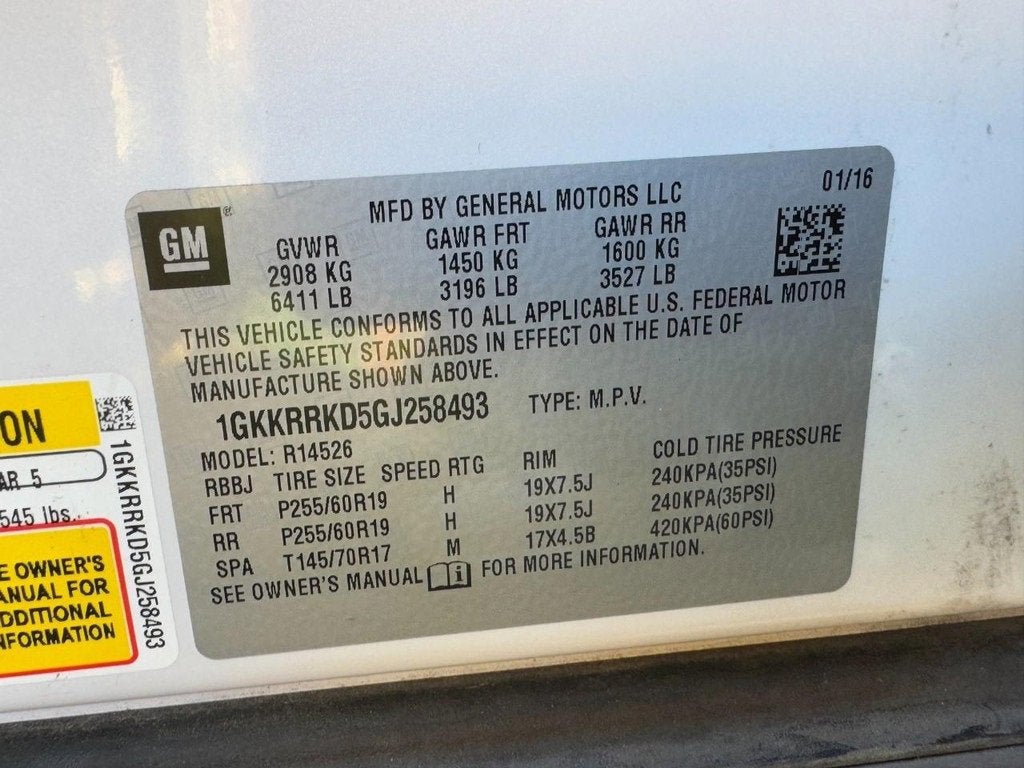 GM
®
MFD BY GENERAL MOTORS LLC
01/16
GVWR GAWR FRT GAWR RR
2908 KG 1450 KG 1600 KG
6411 LB 3196 LB 3527 LB
THIS VEHICLE CONFORMS TO ALL APPLICABLE U.S. FEDERAL MOTOR
VEHICLE SAFETY STANDARDS IN EFFECT ON THE DATE OF
MANUFACTURE SHOWN ABOVE.
1GKKRRKD5GJ258493 TYPE: M.P.V.
MODEL: R14526
RBBJ TIRE SIZE SPEED RTG RIM COLD TIRE PRESSURE
FRT P255/60R19 H 19X7.5J 240KPA(35PSI)
RR P255/60R19 H 19X7.5J 240KPA(35PSI)
SPA T145/70R17 M 17X4.5B 420KPA(60PSI)
SEE OWNER'S MANUAL FOR MORE INFORMATION.
ON
AR 5
545 lbs.
E OWNER'S
ANUAL FOR
DDITIONAL
NFORMATION
1GKKRRKD5GJ258493